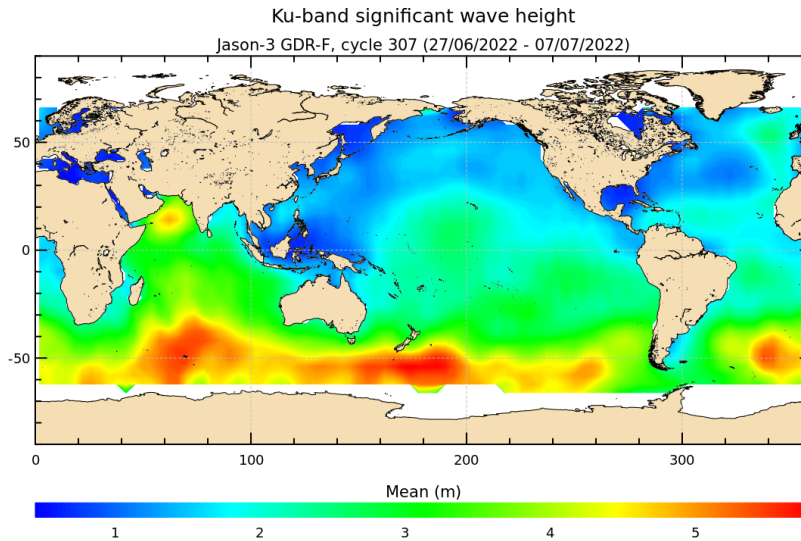 Ku-band significant wave height
Jason-3 GDR-F, cycle 307 (27/06/2022 - 07/07/2022)
50
0
-50
0 100 200 300
Mean (m)
1 2 3 4 5